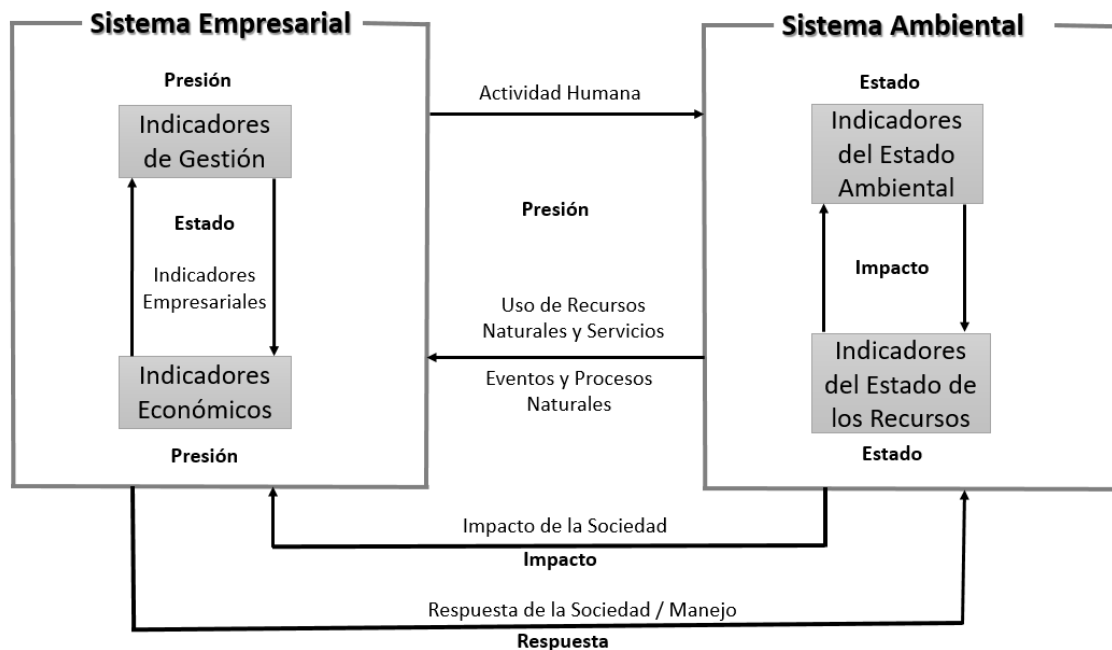 Sistema Empresarial
Presión
Indicadores
de Gestión
Estado
Indicadores
Empresariales
Indicadores
Económicos
Presión
Actividad Humana
Presión
Uso de Recursos
Naturales y Servicios
Eventos y Procesos
Naturales
Sistema Ambiental
Estado
Indicadores
del Estado
Ambiental
Impacto
Indicadores
del Estado de
los Recursos
Estado
Impacto de la Sociedad
Impacto
Respuesta de la Sociedad / Manejo
Respuesta